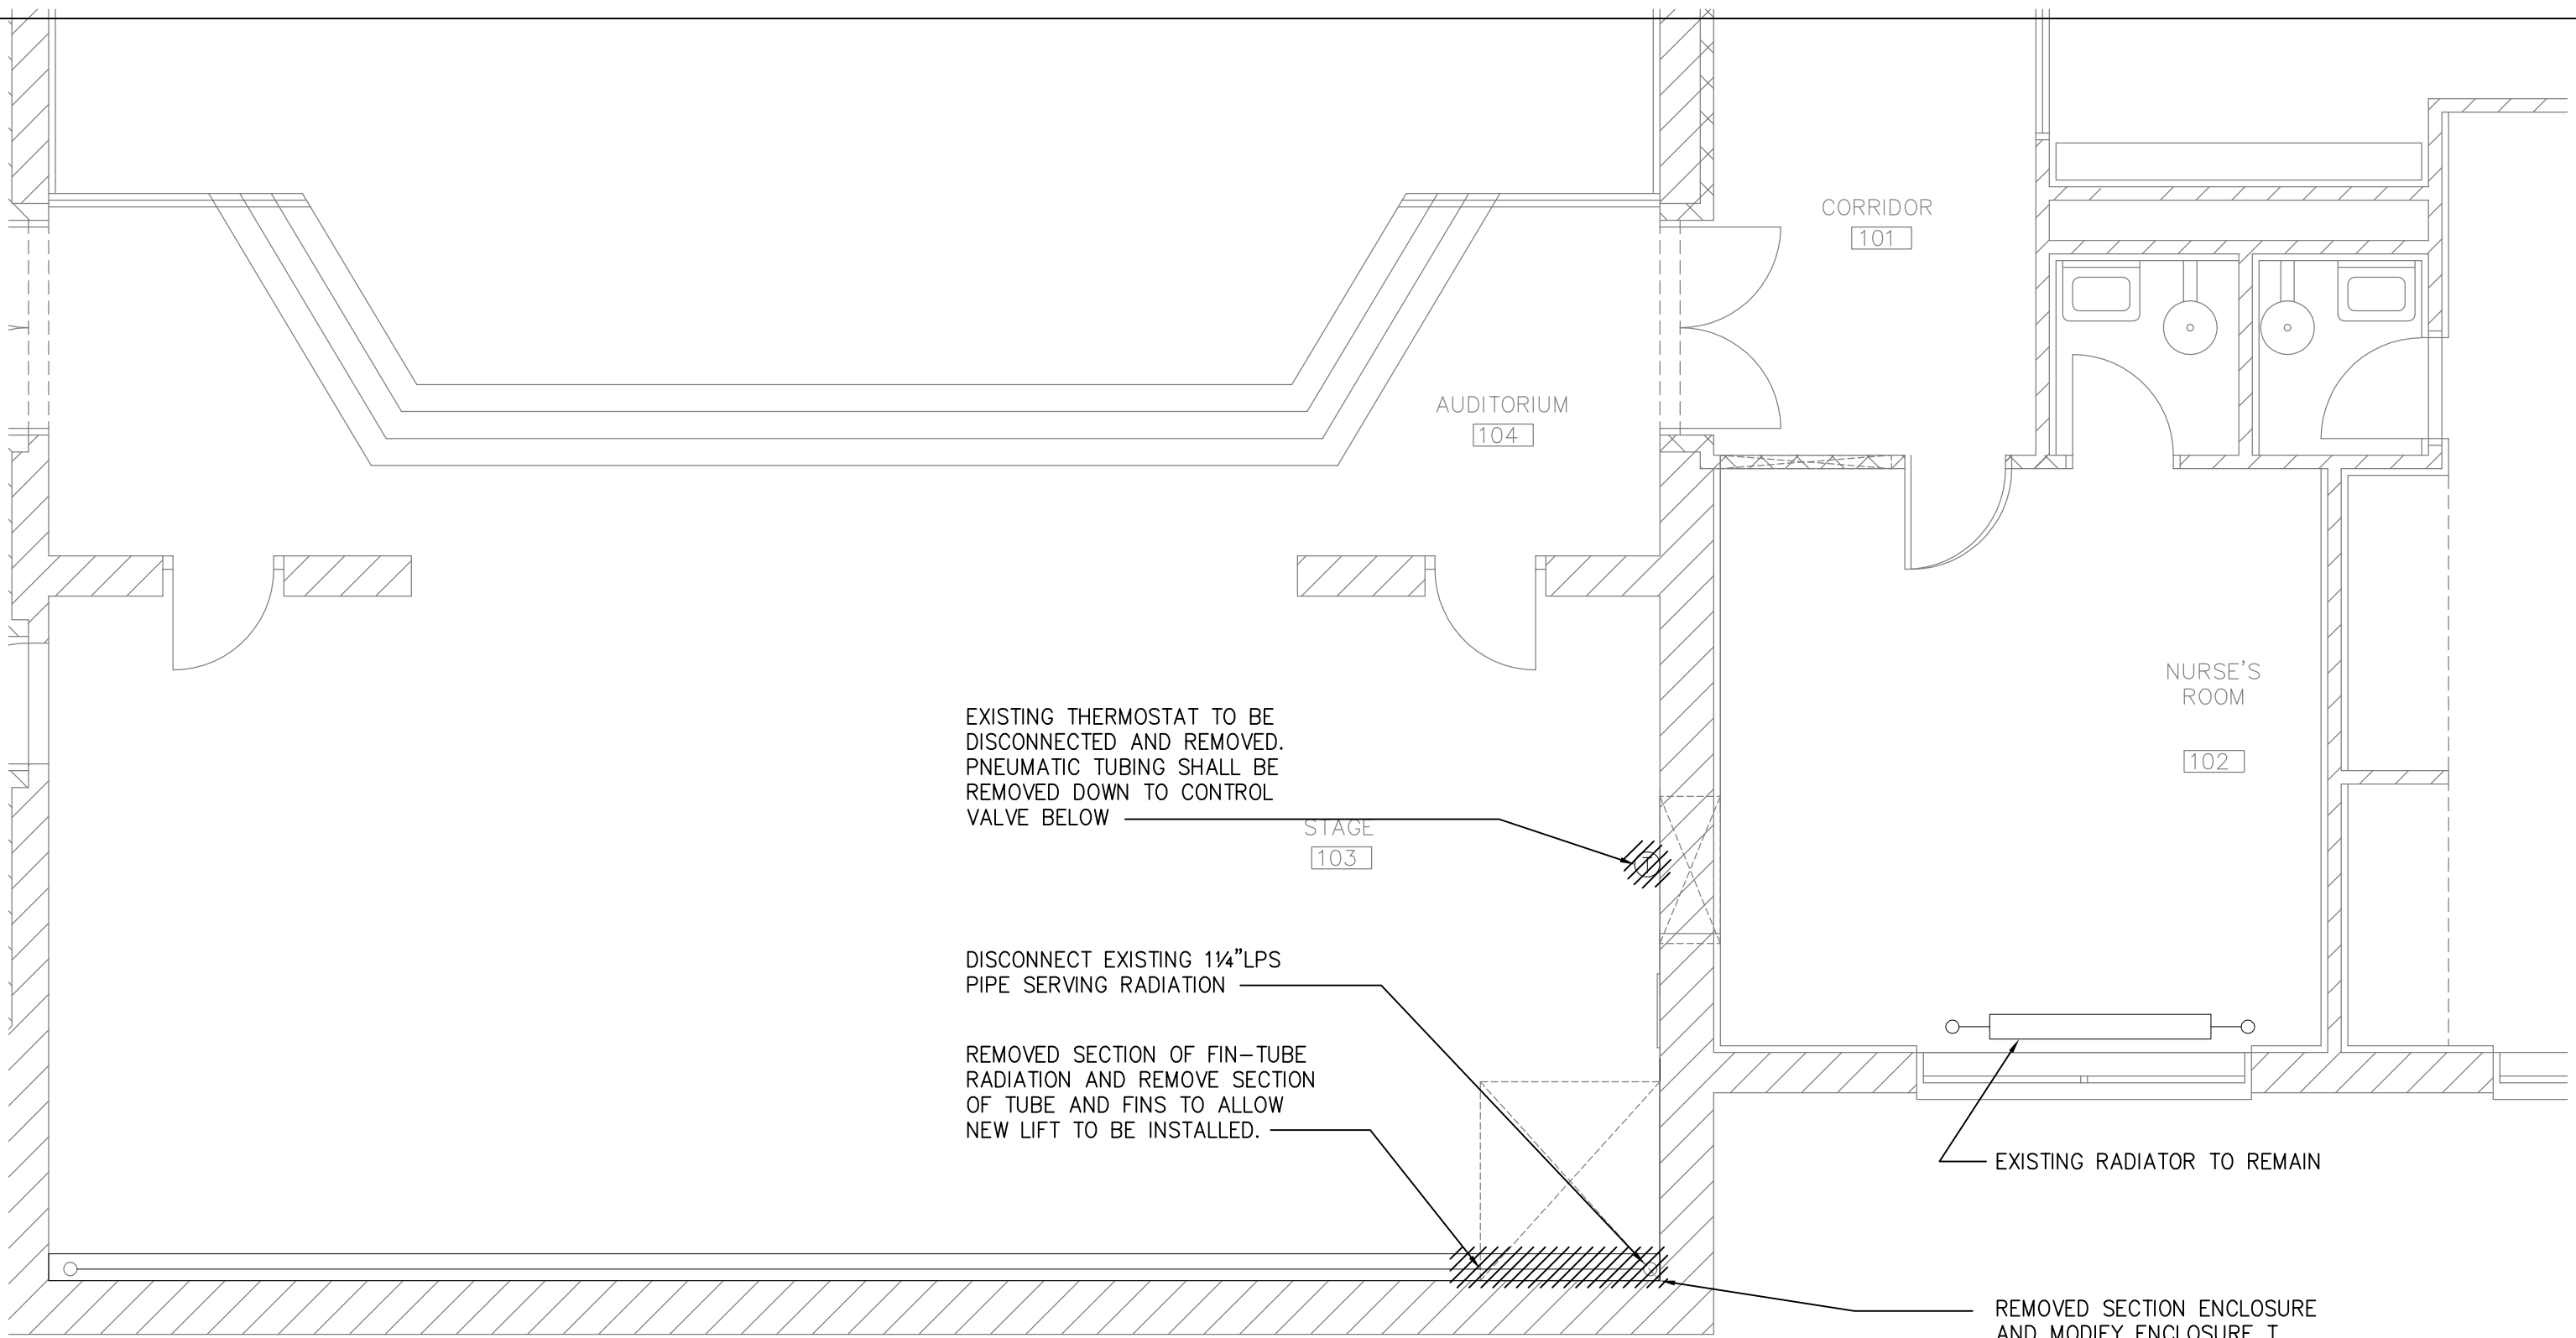 CORRIDOR
101
AUDITORIUM
104
NURSE'S
ROOM
102
EXISTING THERMOSTAT TO BE
DISCONNECTED AND REMOVED.
PNEUMATIC TUBING SHALL BE
REMOVED DOWN TO CONTROL
VALVE BELOW
STAGE
103
T
DISCONNECT EXISTING 1¼"LPS
PIPE SERVING RADIATION
REMOVED SECTION OF FIN-TUBE
RADIATION AND REMOVE SECTION
OF TUBE AND FINS TO ALLOW
NEW LIFT TO BE INSTALLED.
EXISTING RADIATOR TO REMAIN
REMOVED SECTION ENCLOSURE
AND MODIFY ENCLOSURE T